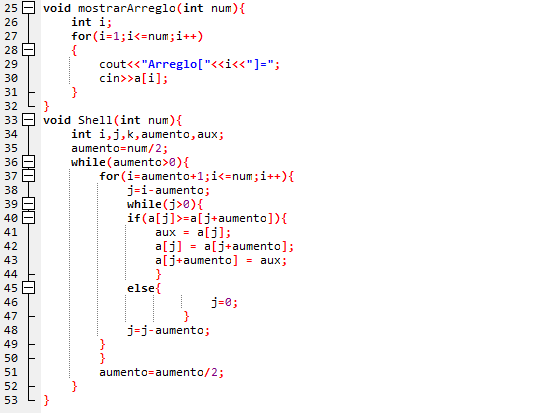 25 void mostrarArreglo(int num){
26     int i;
27     for(i=1;i<=num;i++)
28     {
29         cout<<"Arreglo["<<i<<"]=";
30         cin>>a[i];
31     }
32 }
33 void Shell(int num){
34     int i,j,k,aumento,aux;
35     aumento=num/2;
36     while(aumento>0){
37         for(i=aumento+1;i<=num;i++){
38             j=i-aumento;
39             while(j>0){
40             if(a[j]>=a[j+aumento]){
41                 aux = a[j];
42                 a[j] = a[j+aumento];
43                 a[j+aumento] = aux;
44                 }
45             else{
46                         j=0;
47                     }
48             j=j-aumento;
49         }
50         }
51         aumento=aumento/2;
52     }
53 }